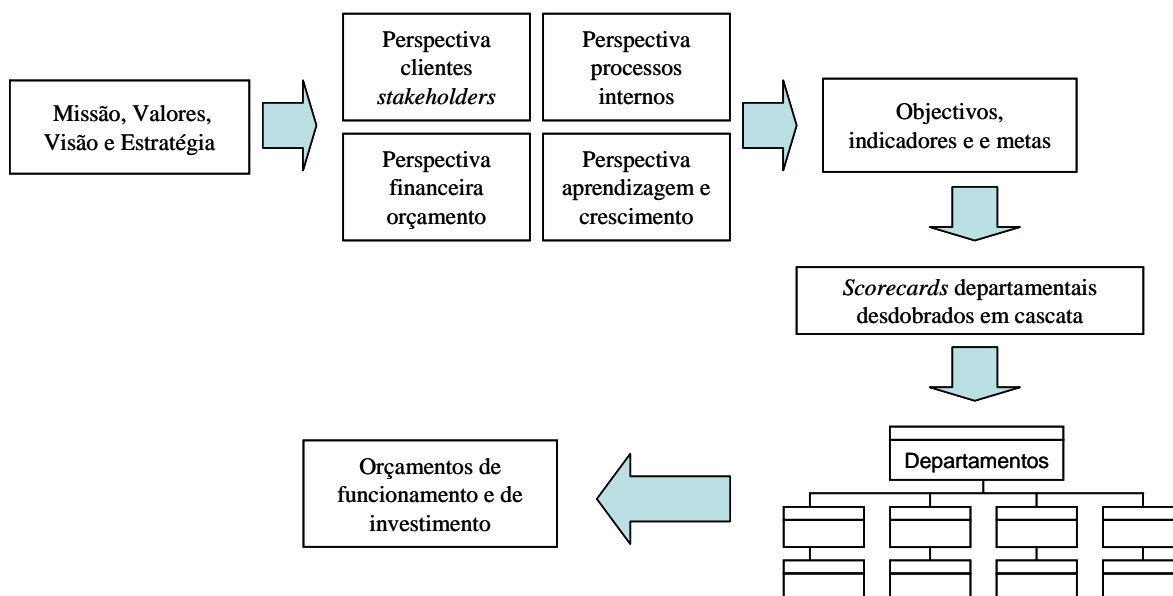 Missão, Valores,
Visão e Estratégia
Perspectiva
clientes
stakeholders
Perspectiva
processos
internos
Perspectiva
financeira
orçamento
Perspectiva
aprendizagem e
crescimento
Objectivos,
indicadores e e metas
Scorecards departamentais
desdobrados em cascata
Departamentos
Orçamentos de
funcionamento e de
investimento